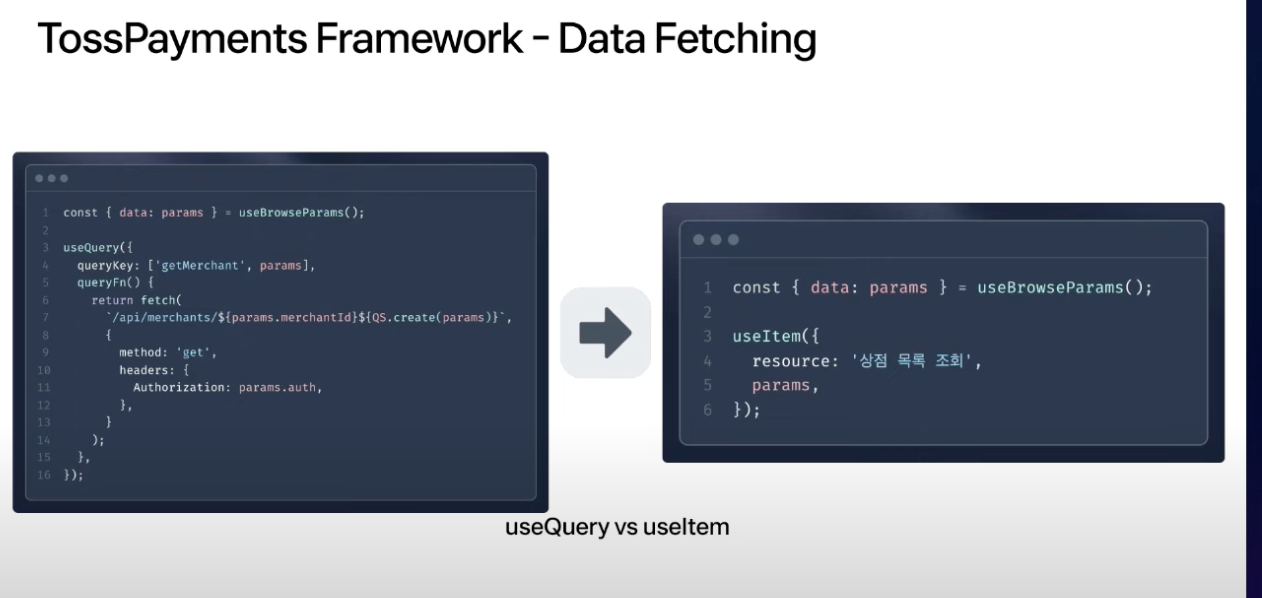 TossPayments Framework - Data Fetching
1 const { data: params } = useBrowseParams();
2
3 useQuery({
4 queryKey: ['getMerchant', params],
5 queryFn() {
6 return fetch(
7 `/api/merchants/${params.merchantId}${QS.create(params)}`,
8 {
9 method: 'get',
10 headers: {
11 Authorization: params.auth,
12 },
13 }
14 );
15 },
16 });
1 const { data: params } = useBrowseParams();
2
3 useItem({
4 resource: '상점 목록 조회',
5 params,
6 });
useQuery vs useItem